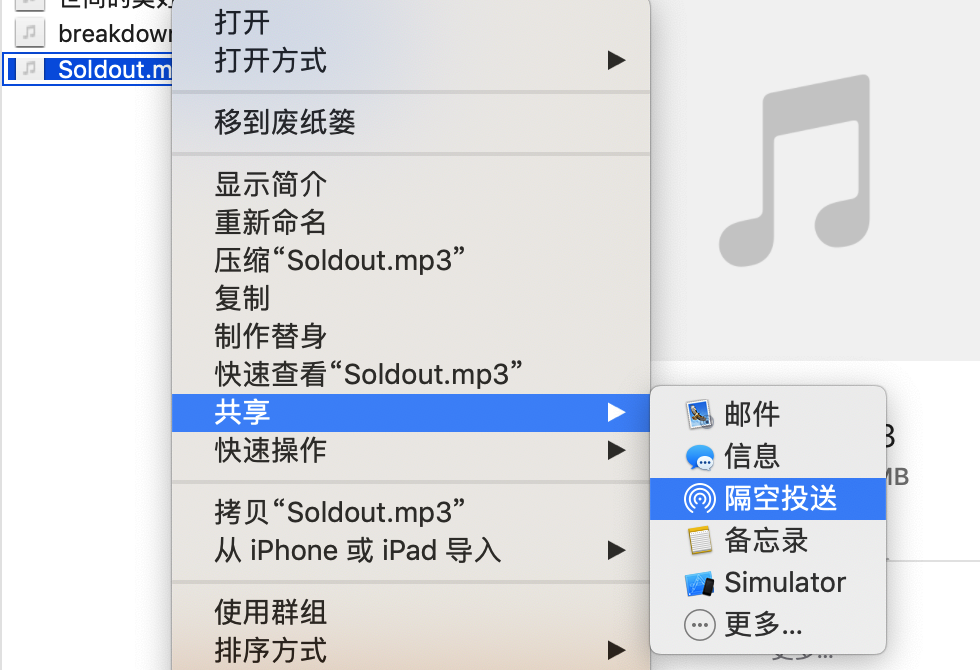 breakdown
Soldout.m
打开
打开方式
移到废纸篓
显示简介
重新命名
压缩“Soldout.mp3”
复制
制作替身
快速查看“Soldout.mp3”
共享
快速操作
拷贝“Soldout.mp3”
从 iPhone 或 iPad 导入
使用群组
排序方式
邮件
信息
隔空投送
备忘录
Simulator
更多...
3
MB